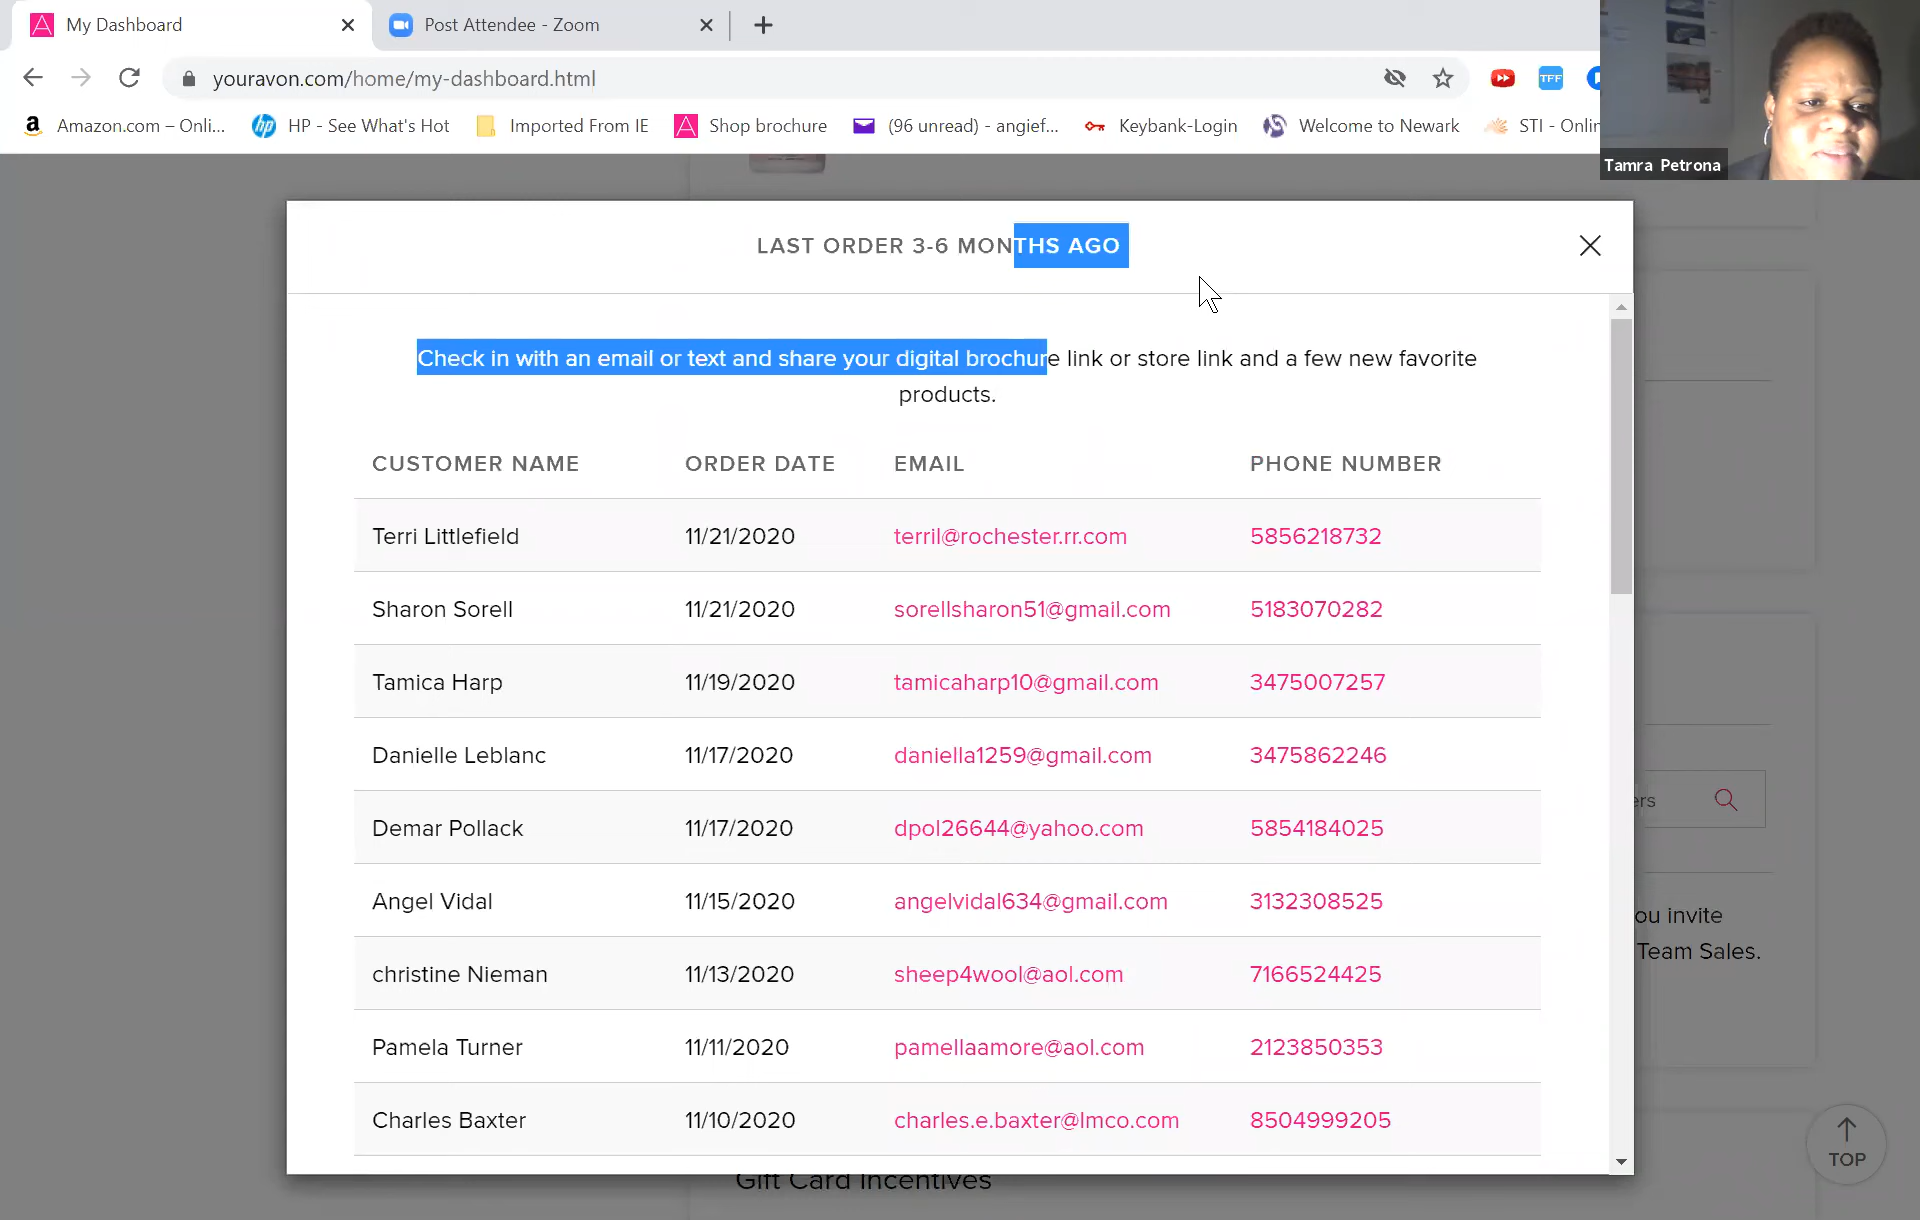 My Dashboard
Post Attendee - Zoom
youravon.com/home/my-dashboard.html
TFF
Amazon.com – Onli...
HP - See What's Hot
Imported From IE
Shop brochure
(96 unread) - angief...
Keybank-Login
Welcome to Newark
STI - Onlin
Tamra Petrona
LAST ORDER 3-6 MONTHS AGO
Check in with an email or text and share your digital brochure link or store link and a few new favorite
products.
CUSTOMER NAME ORDER DATE EMAIL PHONE NUMBER
Terri Littlefield 11/21/2020 terril@rochester.rr.com 5856218732
Sharon Sorell 11/21/2020 sorellsharon51@gmail.com 5183070282
Tamica Harp 11/19/2020 tamicaharp10@gmail.com 3475007257
Danielle Leblanc 11/17/2020 daniella1259@gmail.com 3475862246
Demar Pollack 11/17/2020 dpol26644@yahoo.com 5854184025
Angel Vidal 11/15/2020 angelvidal634@gmail.com 3132308525
christine Nieman 11/13/2020 sheep4wool@aol.com 7166524425
Pamela Turner 11/11/2020 pamellaamore@aol.com 2123850353
Charles Baxter 11/10/2020 charles.e.baxter@lmco.com 8504999205
ers
ou invite
Team Sales.
Gift Card Incentives
TOP